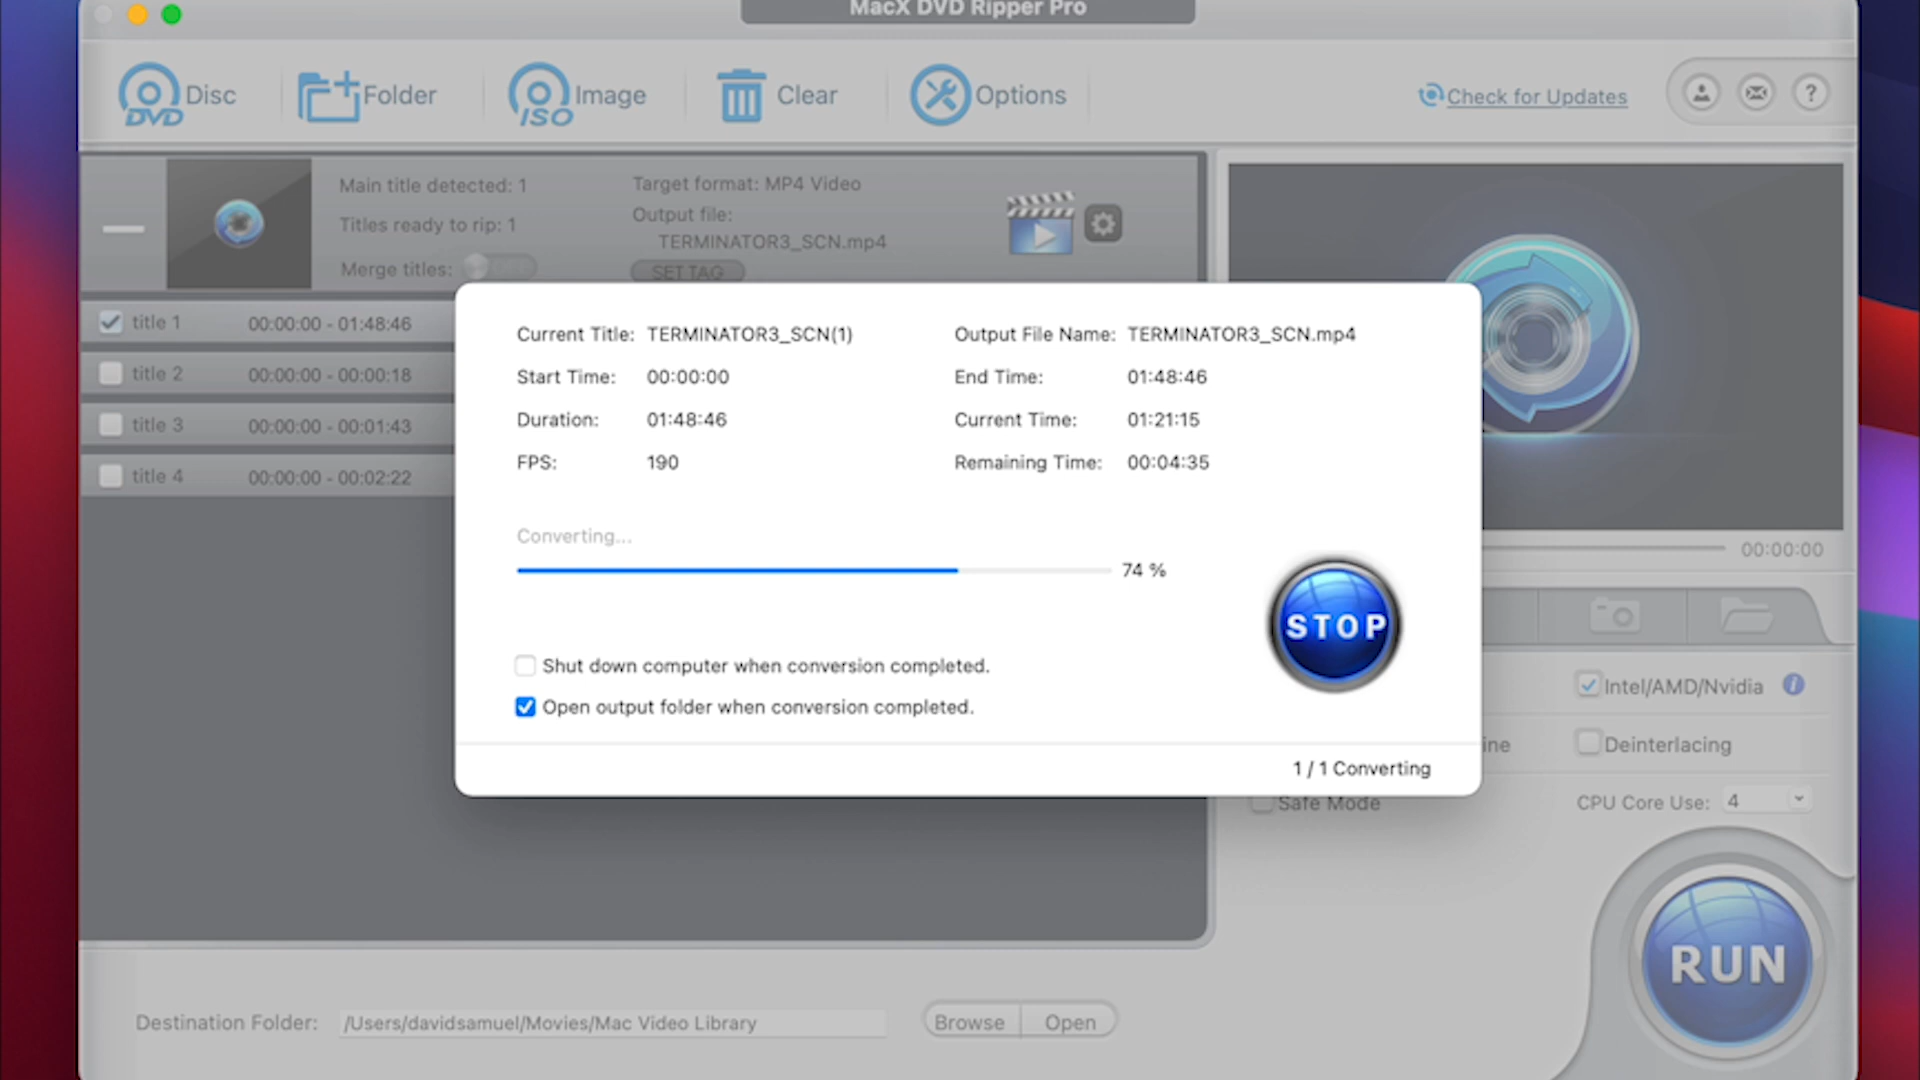 MacX DVD Ripper Pro
DVD Disc
Folder
ISO Image
Clear
Options
Check for Updates
?
Main title detected: 1
Titles ready to rip: 1
Merge titles:
Target format: MP4 Video
Output file:
TERMINATOR3_SCN.mp4
SET TAG
title 1 00:00:00 - 01:48:46
title 2 00:00:00 - 00:00:18
title 3 00:00:00 - 00:01:43
title 4 00:00:00 - 00:02:22
Current Title: TERMINATOR3_SCN(1)
Output File Name: TERMINATOR3_SCN.mp4
Start Time: 00:00:00
End Time: 01:48:46
Duration: 01:48:46
Current Time: 01:21:15
FPS: 190
Remaining Time: 00:04:35
Converting...
74 %
STOP
Shut down computer when conversion completed.
Open output folder when conversion completed.
1 / 1 Converting
00:00:00
Intel/AMD/Nvidia i
ine
Deinterlacing
Safe Mode
CPU Core Use: 4
RUN
Destination Folder: /Users/davidsamuel/Movies/Mac Video Library
Browse
Open